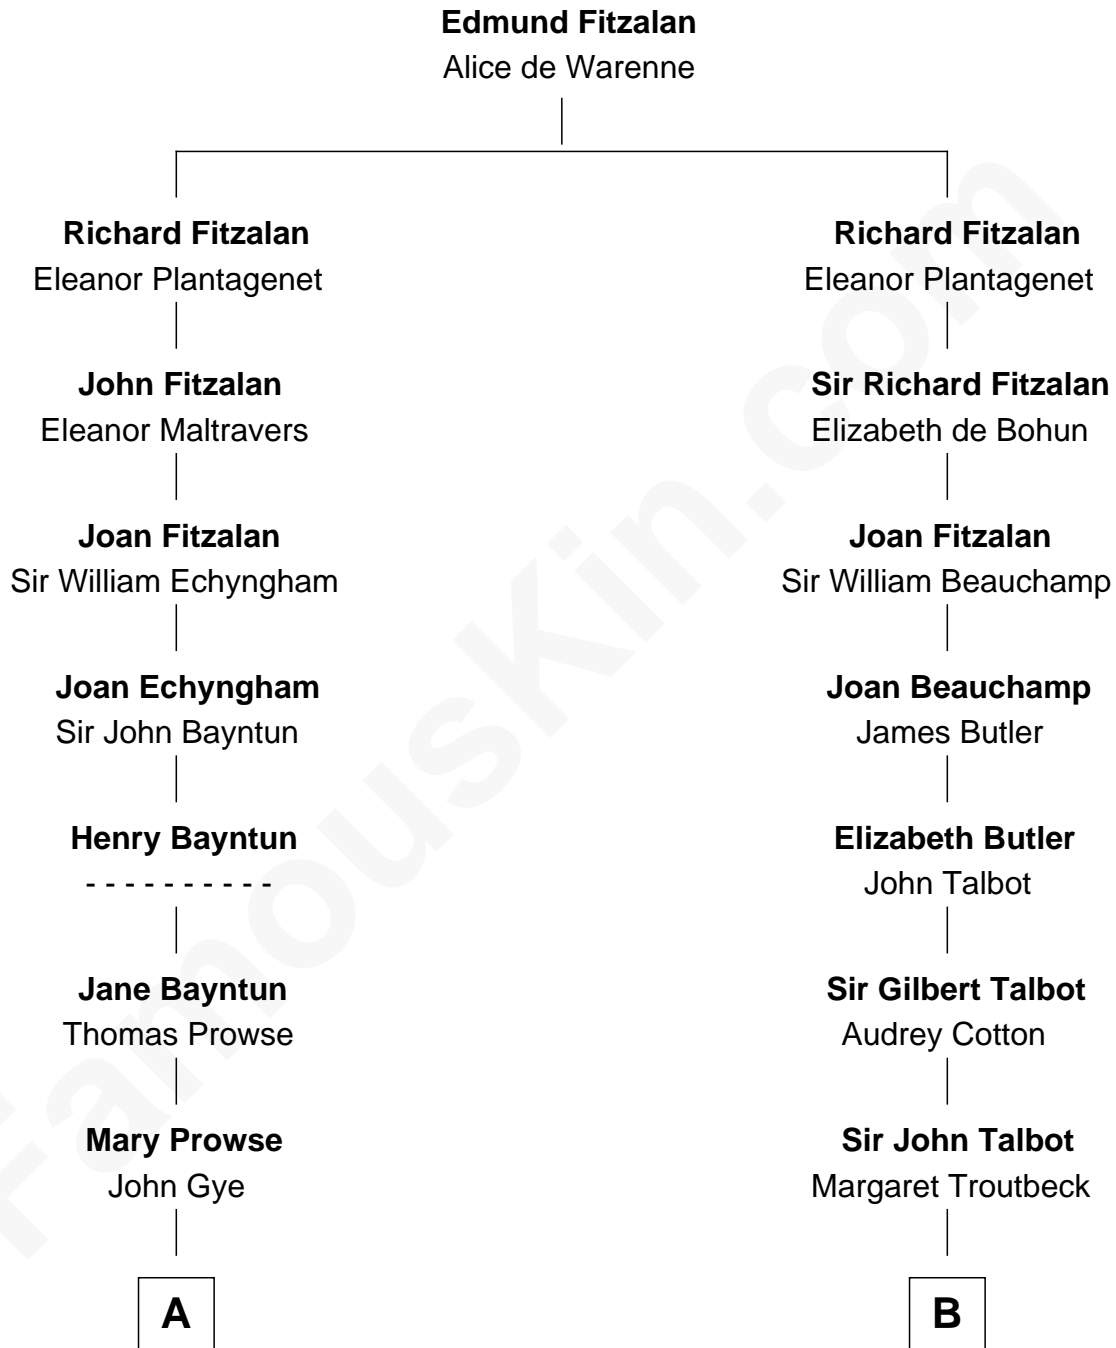 Edmund Fitzalan
Alice de Warenne
Richard Fitzalan
Eleanor Plantagenet
John Fitzalan
Eleanor Maltravers
Joan Fitzalan
Sir William Echyngham
Joan Echyngham
Sir John Bayntun
Henry Bayntun
- - - - - - - - - -
Jane Bayntun
Thomas Prowse
Mary Prowse
John Gye
A
Richard Fitzalan
Eleanor Plantagenet
Sir Richard Fitzalan
Elizabeth de Bohun
Joan Fitzalan
Sir William Beauchamp
Joan Beauchamp
James Butler
Elizabeth Butler
John Talbot
Sir Gilbert Talbot
Audrey Cotton
Sir John Talbot
Margaret Troutbeck
B
FamousKin.com